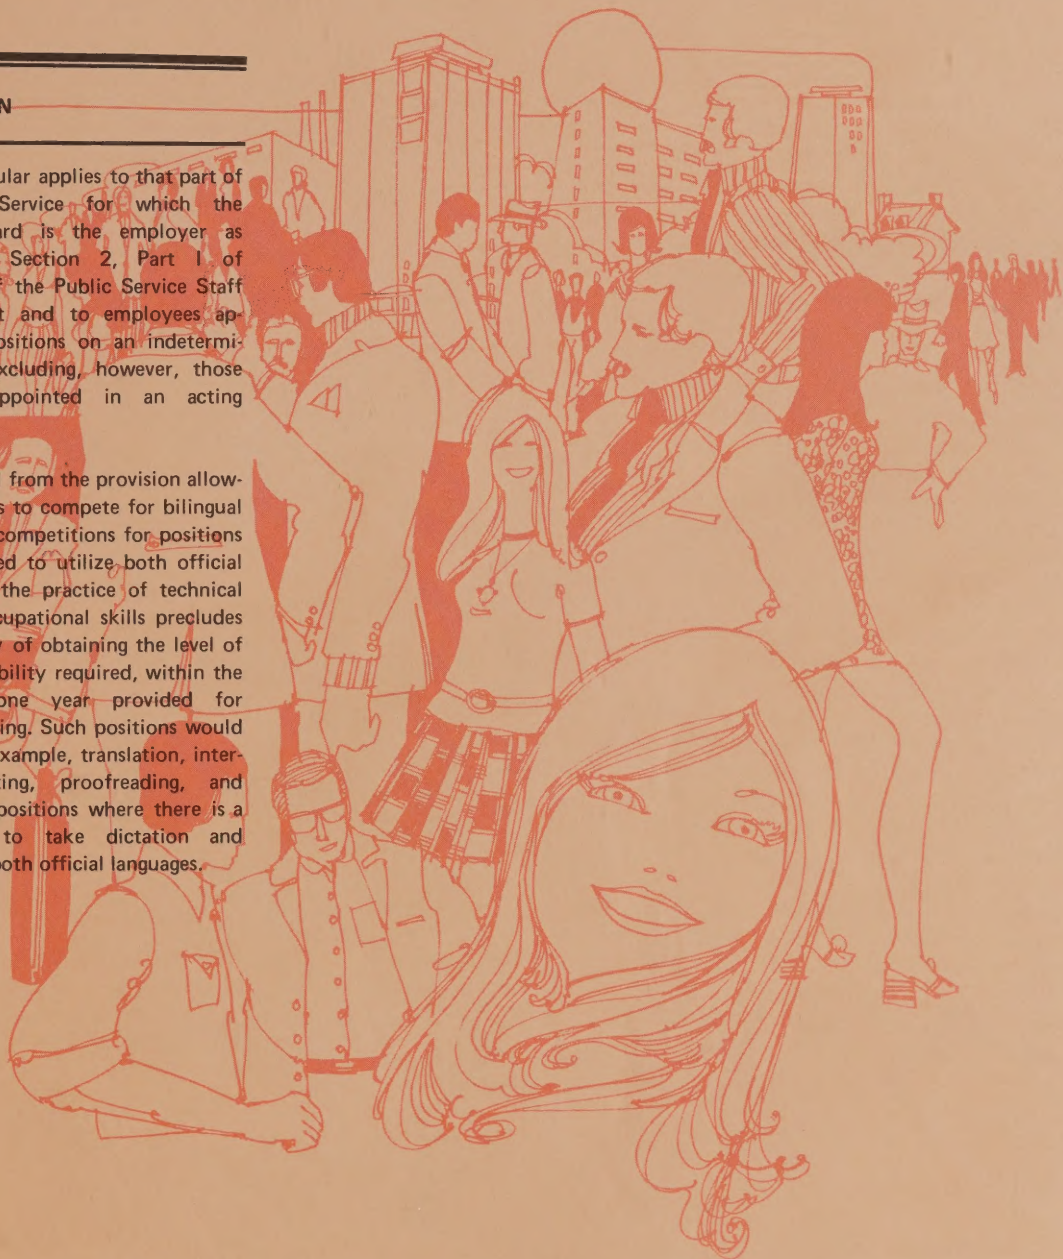 N
ular applies to that part of
Service for which the
ard is the employer as
Section 2, Part I of
f the Public Service Staff
t and to employees ap-
ositions on an indetermi-
xcluding, however, those
ppointed in an acting
from the provision allow-
s to compete for bilingual
competitions for positions
ed to utilize both official
the practice of technical
cupational skills precludes
y of obtaining the level of
bility required, within the
one year provided for
ing. Such positions would
xample, translation, inter-
ting, proofreading, and
positions where there is a
to take dictation and
oth official languages.